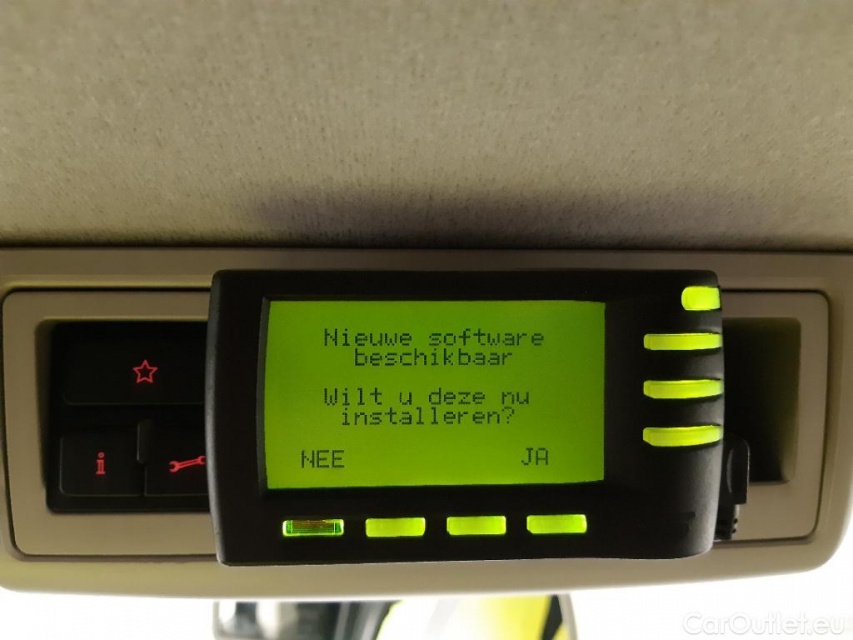 Nieuwe software
beschikbaar
Wilt u deze nu
installeren?
NEE JA
i
CarOutlet.eu